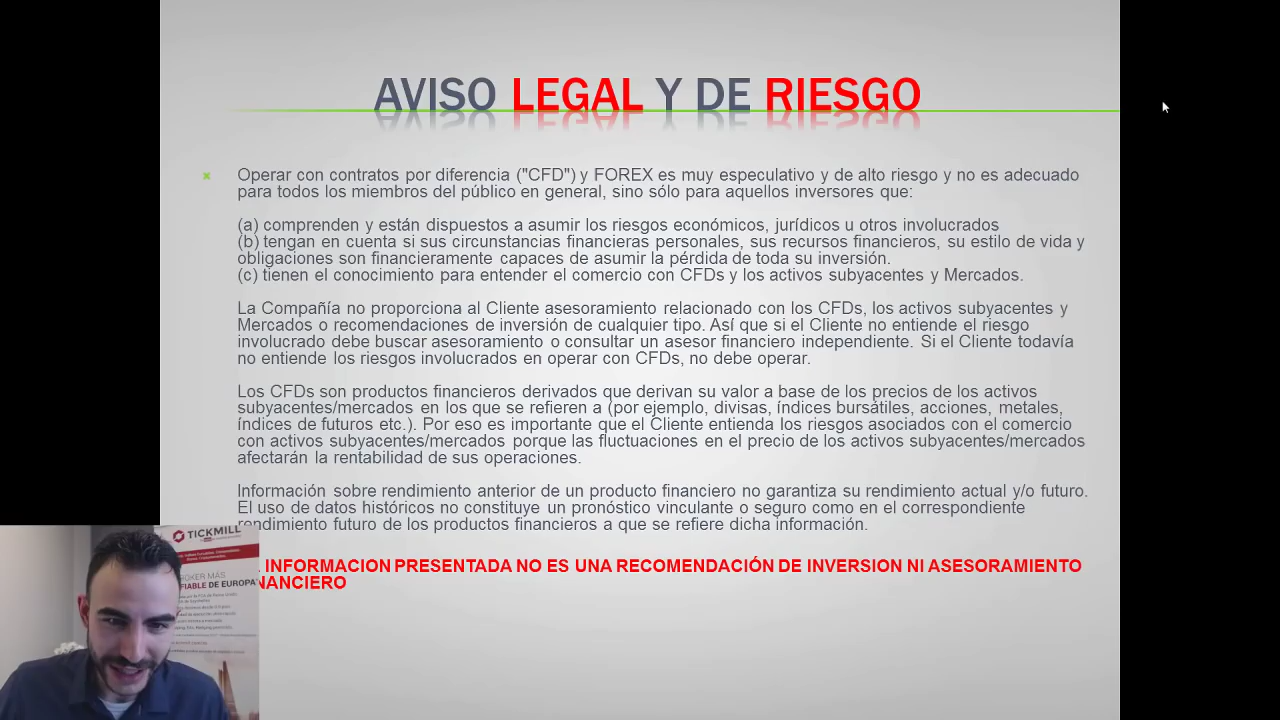 AVISO LEGAL Y DE RIESGO
Operar con contratos por diferencia ("CFD") y FOREX es muy especulativo y de alto riesgo y no es adecuado
para todos los miembros del público en general, sino sólo para aquellos inversores que:
(a) comprenden y están dispuestos a asumir los riesgos económicos, jurídicos u otros involucrados
(b) tengan en cuenta si sus circunstancias financieras personales, sus recursos financieros, su estilo de vida y
obligaciones son financieramente capaces de asumir la pérdida de toda su inversión.
(c) tienen el conocimiento para entender el comercio con CFDs y los activos subyacentes y Mercados.
La Compañía no proporciona al Cliente asesoramiento relacionado con los CFDs, los activos subyacentes y
Mercados o recomendaciones de inversión de cualquier tipo. Así que si el Cliente no entiende el riesgo
involucrado debe buscar asesoramiento o consultar un asesor financiero independiente. Si el Cliente todavía
no entiende los riesgos involucrados en operar con CFDs, no debe operar.
Los CFDs son productos financieros derivados que derivan su valor a base de los precios de los activos
subyacentes/mercados en los que se refieren a (por ejemplo, divisas, índices bursátiles, acciones, metales,
índices de futuros etc.). Por eso es importante que el Cliente entienda los riesgos asociados con el comercio
con activos subyacentes/mercados porque las fluctuaciones en el precio de los activos subyacentes/mercados
afectarán la rentabilidad de sus operaciones.
Información sobre rendimiento anterior de un producto financiero no garantiza su rendimiento actual y/o futuro.
El uso de datos históricos no constituye un pronóstico vinculante o seguro como en el correspondiente
rendimiento futuro de los productos financieros a que se refiere dicha información.
INFORMACION PRESENTADA NO ES UNA RECOMENDACIÓN DE INVERSION NI ASESORAMIENTO
NANCIERO
TICKMILL
OKER MÁS
FIABLE DE EUROPA